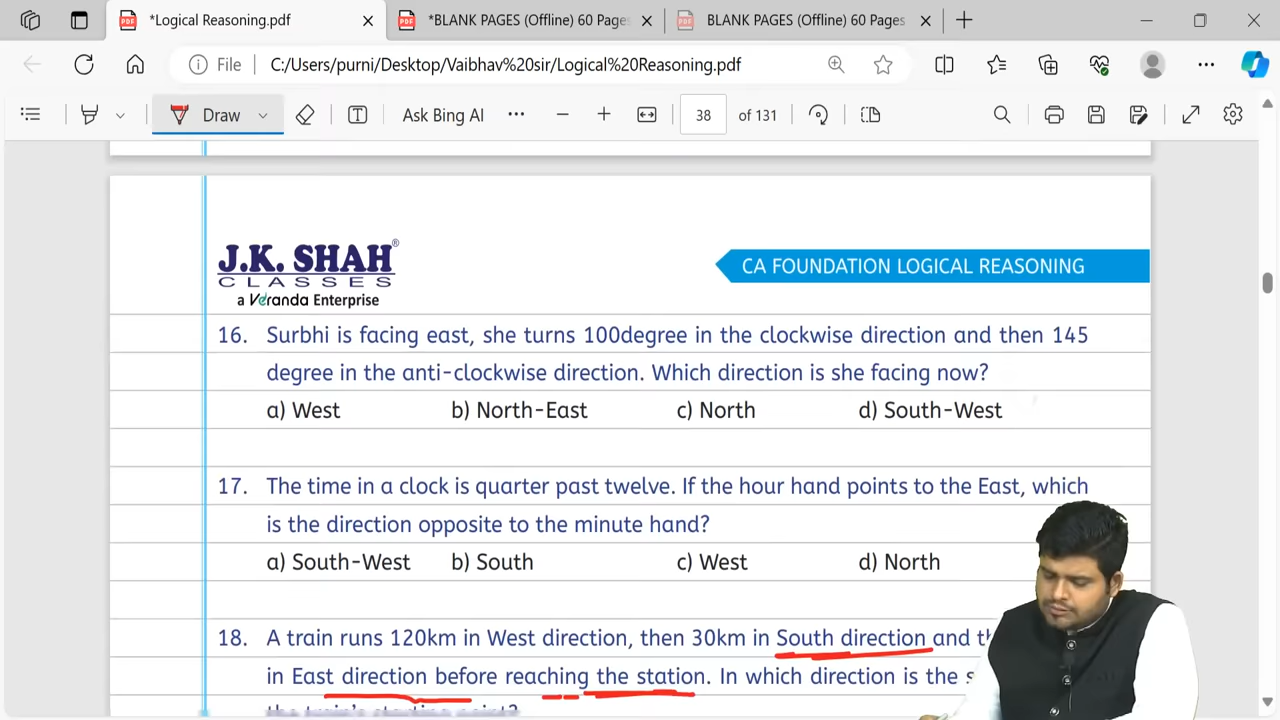 *Logical Reasoning.pdf
*BLANK PAGES (Offline) 60 Pages
BLANK PAGES (Offline) 60 Pages
File C:/Users/purni/Desktop/Vaibhav%20sir/Logical%20Reasoning.pdf
Draw Ask Bing AI 38 of 131
J.K. SHAH®
CLASSES
a Veranda Enterprise
CA FOUNDATION LOGICAL REASONING
16. Surbhi is facing east, she turns 100degree in the clockwise direction and then 145
degree in the anti-clockwise direction. Which direction is she facing now?
a) West b) North-East c) North d) South-West
17. The time in a clock is quarter past twelve. If the hour hand points to the East, which
is the direction opposite to the minute hand?
a) South-West b) South c) West d) North
18. A train runs 120km in West direction, then 30km in South direction and
in East direction before reaching the station. In which direction is the
the train's starting point?